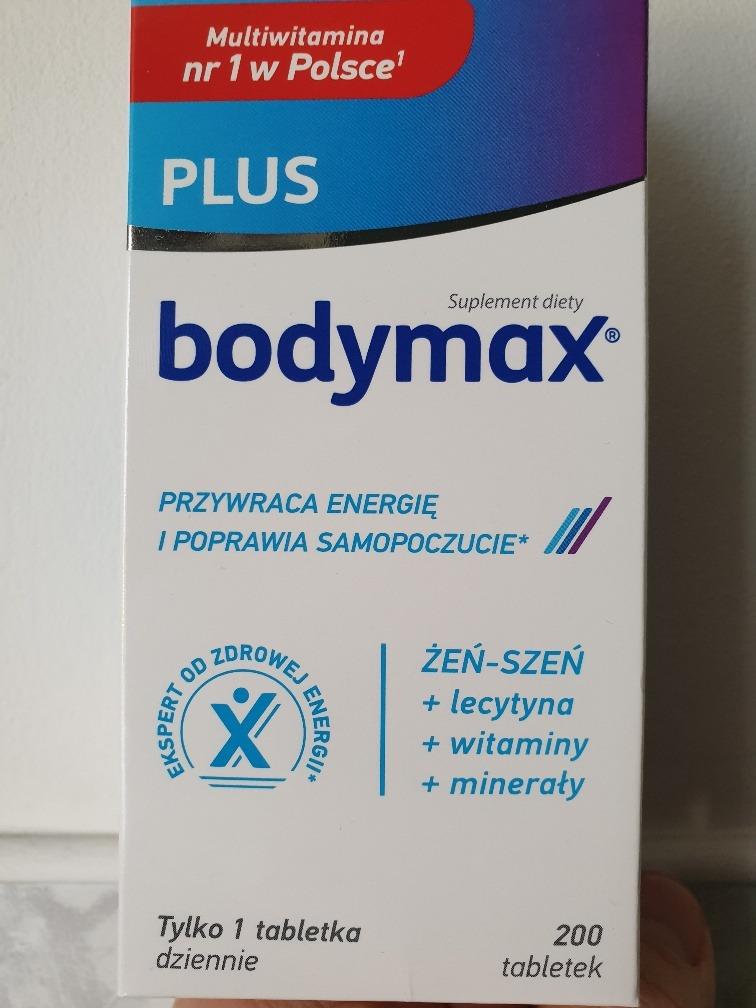 Multiwitamina
nr 1 w Polsce¹
PLUS
Suplement diety
bodymax®
PRZYWRACA ENERGIĘ
I POPRAWIA SAMOPOCZUCIE*
EKSPERT OD ZDROWEJ ENERGII*
ŻEŃ-SZEŃ
+ lecytyna
+ witaminy
+ minerały
Tylko 1 tabletka
dziennie
200
tabletek